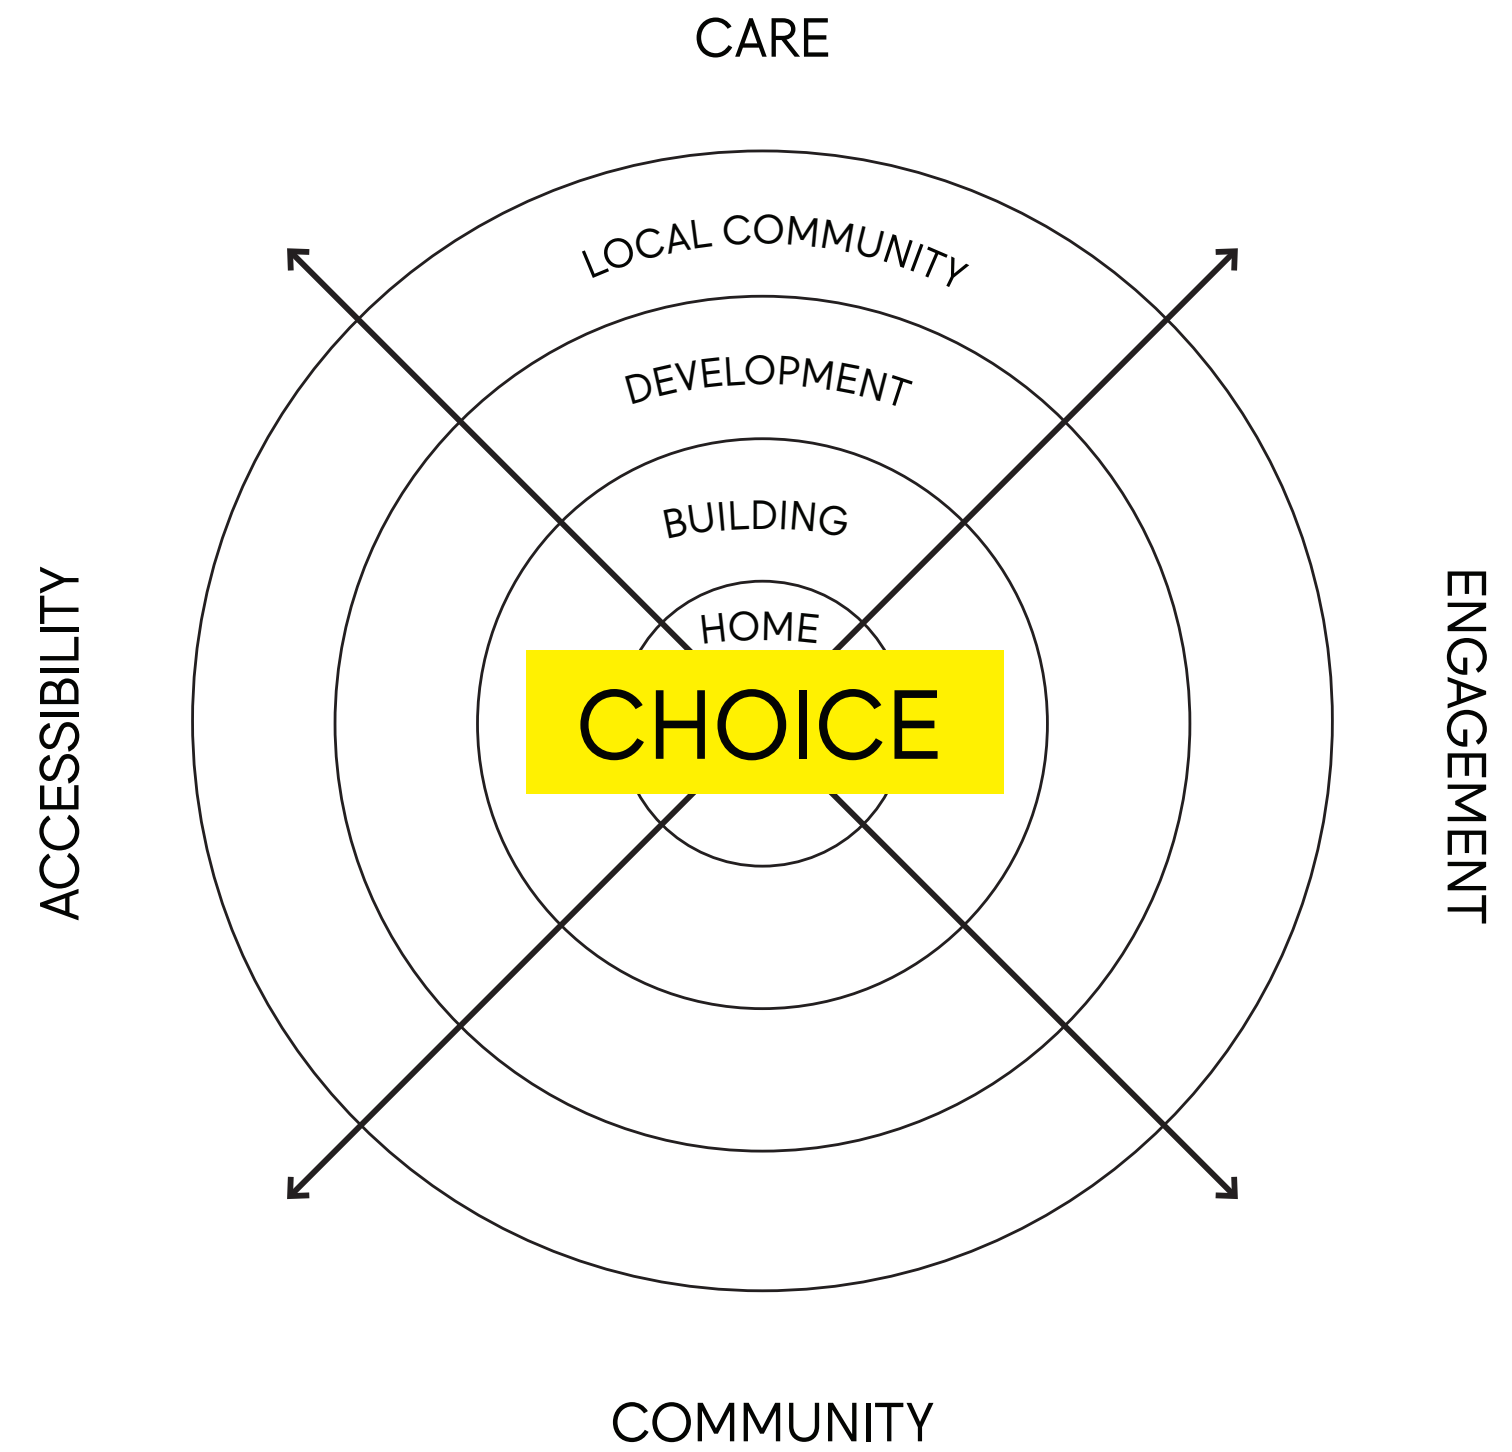 CARE
LOCAL COMMUNITY
DEVELOPMENT
BUILDING
HOME
CHOICE
ACCESSIBILITY
ENGAGEMENT
COMMUNITY